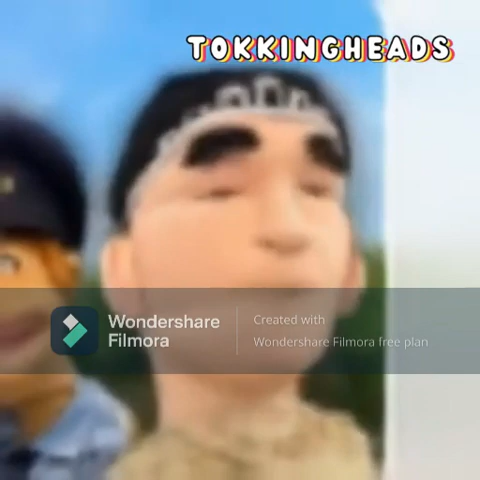 TOKKINGHEADS
Wondershare
Filmora
Created with
Wondershare Filmora free plan